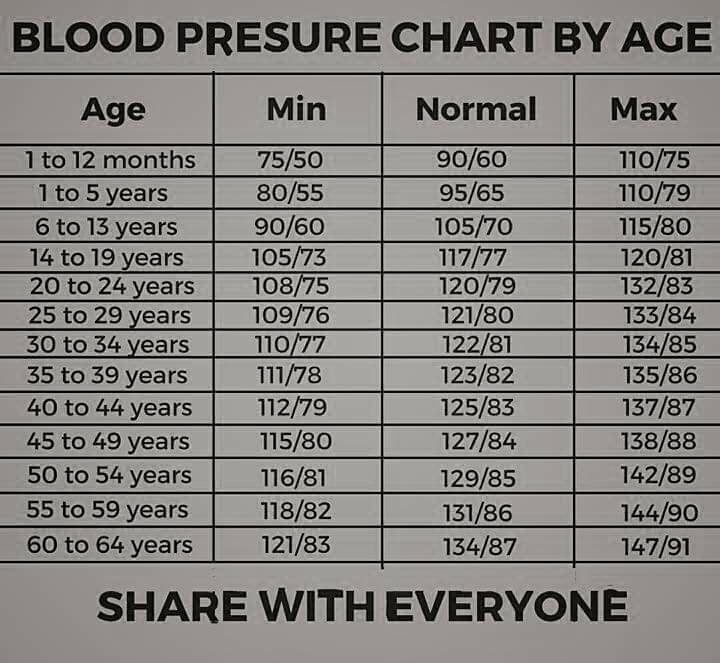 BLOOD PRESURE CHART BY AGE
Age Min Normal Max
1 to 12 months 75/50 90/60 110/75
1 to 5 years 80/55 95/65 110/79
6 to 13 years 90/60 105/70 115/80
14 to 19 years 105/73 117/77 120/81
20 to 24 years 108/75 120/79 132/83
25 to 29 years 109/76 121/80 133/84
30 to 34 years 110/77 122/81 134/85
35 to 39 years 111/78 123/82 135/86
40 to 44 years 112/79 125/83 137/87
45 to 49 years 115/80 127/84 138/88
50 to 54 years 116/81 129/85 142/89
55 to 59 years 118/82 131/86 144/90
60 to 64 years 121/83 134/87 147/91
SHARE WITH EVERYONE